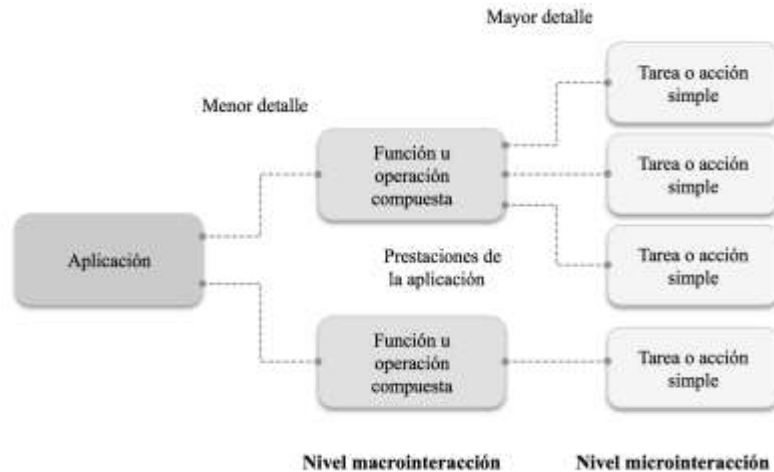 Mayor detalle
Tarea o acción
simple
Menor detalle
Función u
operación
compuesta
Tarea o acción
simple
Aplicación
Prestaciones de
la aplicación
Tarea o acción
simple
Función u
operación
compuesta
Tarea o acción
simple
Nivel macrointeracción
Nivel microinteracción